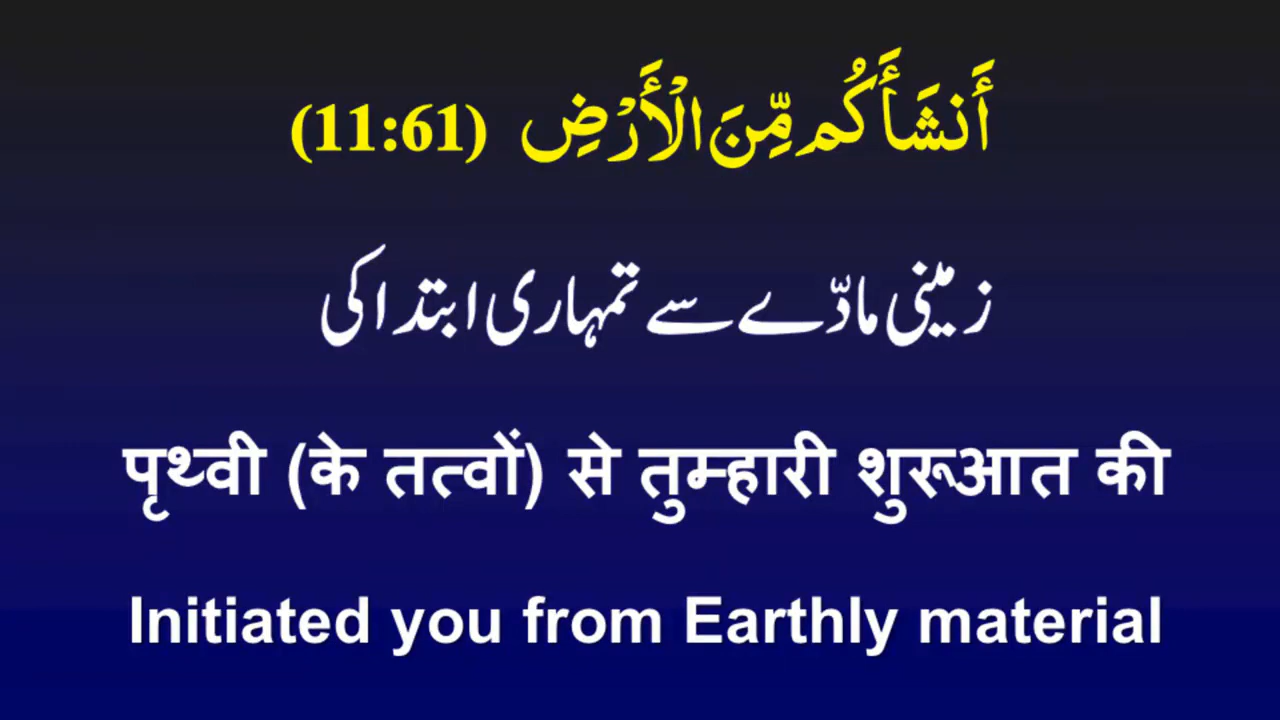 أَنشَأَكُم مِّنَ الْأَرْضِ (11:61)
زمینی مادّے سے تمہاری ابتدا کی
पृथ्वी (के तत्वों) से तुम्हारी शुरूआत की
Initiated you from Earthly material